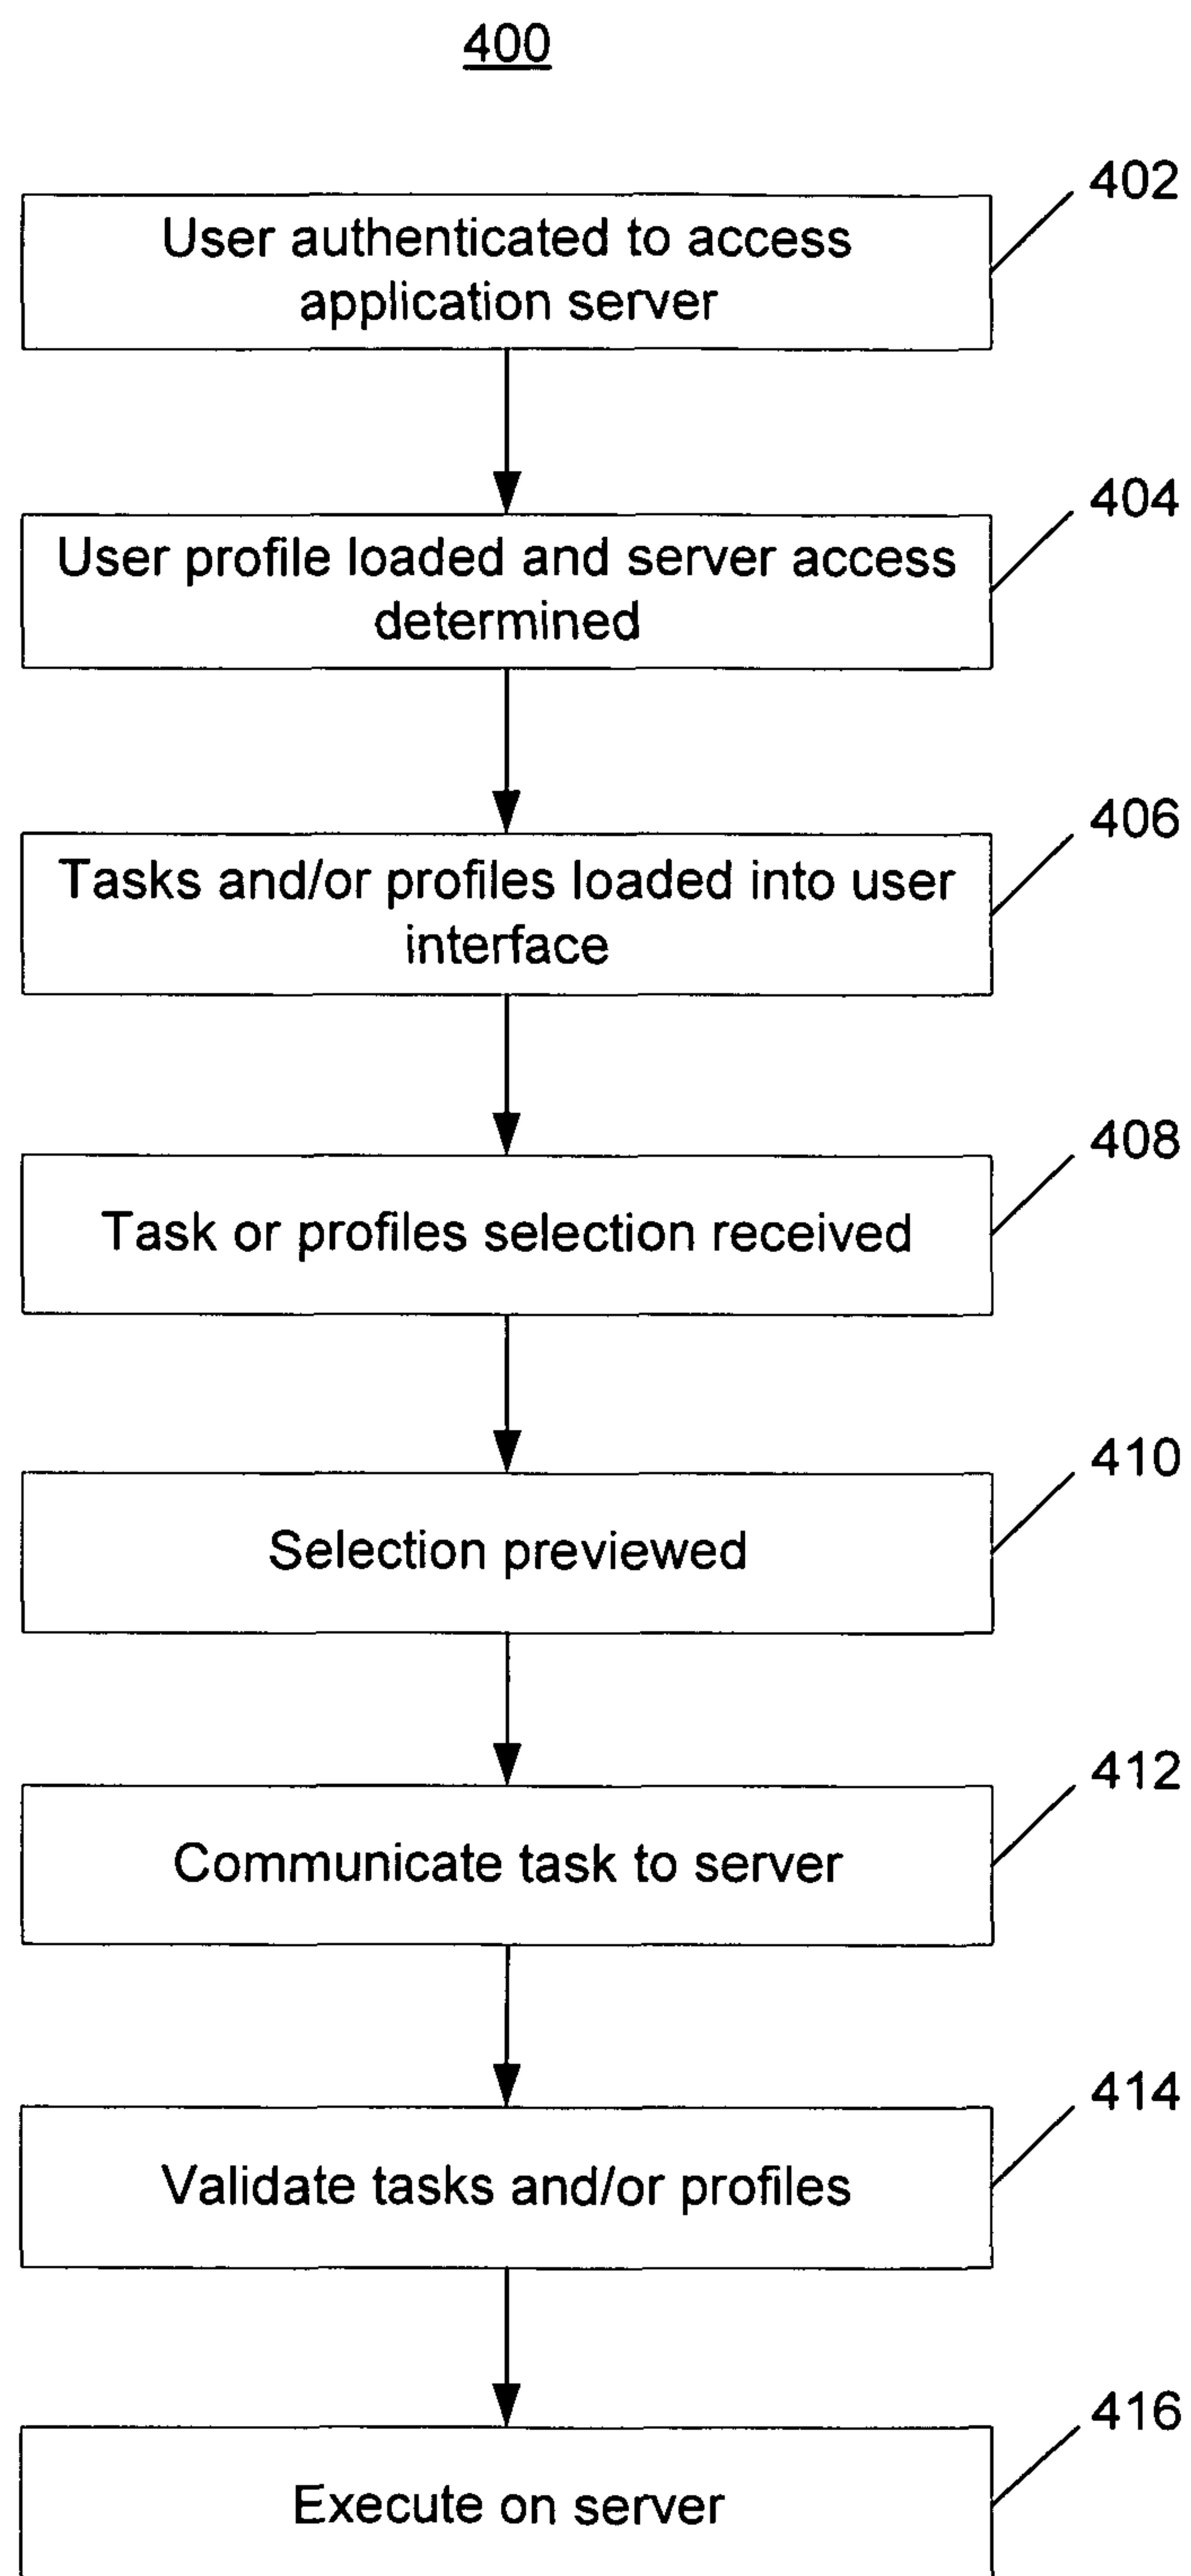 400
402
User authenticated to access
application server
404
User profile loaded and server access
determined
406
Tasks and/or profiles loaded into user
interface
408
Task or profiles selection received
410
Selection previewed
412
Communicate task to server
414
Validate tasks and/or profiles
416
Execute on server